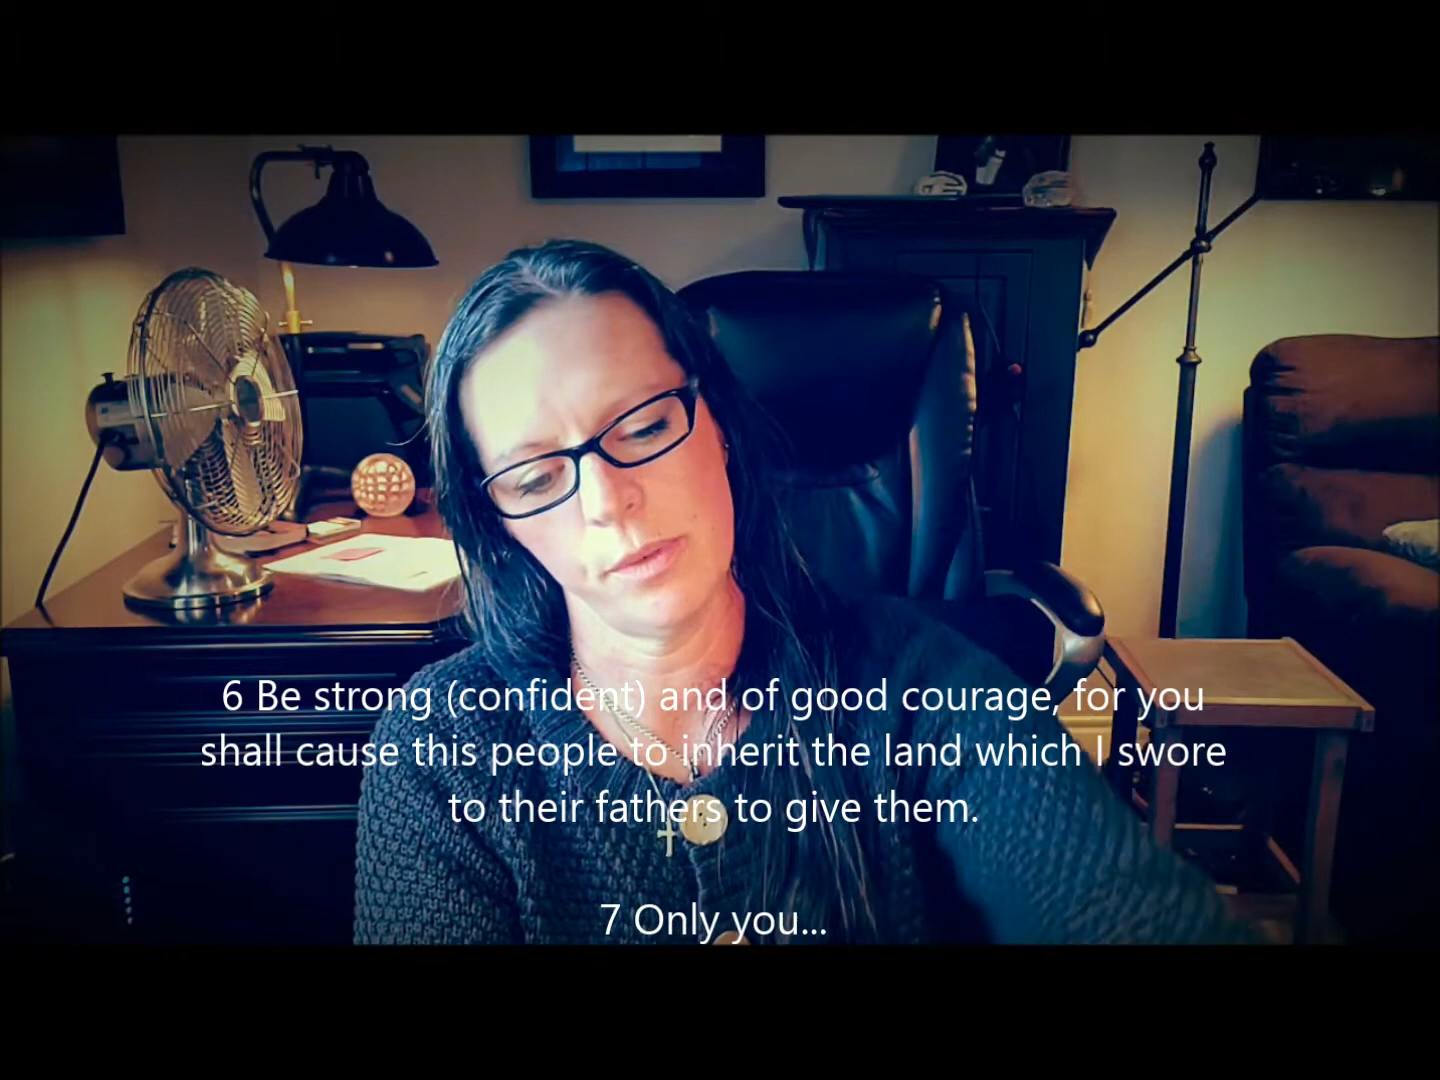 6 Be strong (confident) and of good courage, for you
shall cause this people to inherit the land which I swore
to their fathers to give them.
7 Only you...